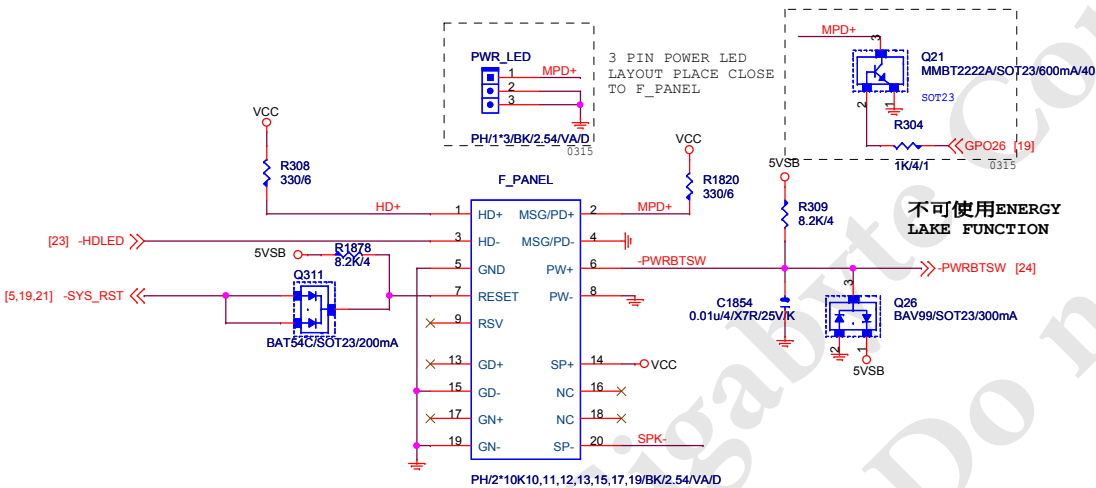 PWR_LED
1
MPD+
2
3
PH/1*3/BK/2.54/VA/D
0315
3 PIN POWER LED
LAYOUT PLACE CLOSE
TO F_PANEL
MPD+
3
Q21
MMBT2222A/SOT23/600mA/40
SOT23
2
1
R304
1K/4/1
GPO26 [19]
0315
VCC
R308
330/6
VCC
R1820
330/6
5VSB
R309
8.2K/4
不可使用ENERGY
LAKE FUNCTION
F_PANEL
HD+
1
HD+
MSG/PD+
2
MPD+
[23] -HDLED
3
HD-
MSG/PD-
4
5VSB
R1878
8.2K/4
5
GND
PW+
6
-PWRBTSW
-PWRBTSW [24]
Q311
[5,19,21] -SYS_RST
7
RESET
PW-
8
BAT54C/SOT23/200mA
9
RSV
C1854
0.01u/4/X7R/25V/K
3
Q26
BAV99/SOT23/300mA
2
1
5VSB
13
GD+
SP+
14
VCC
15
GD-
NC
16
17
GN+
NC
18
19
GN-
SP-
20
SPK-
PH/2*10K10,11,12,13,15,17,19/BK/2.54/VA/D
Gigabyte Con
Do n